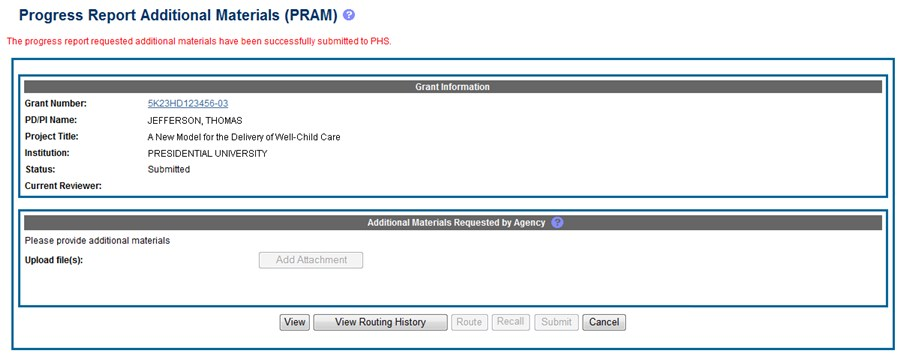 Progress Report Additional Materials (PRAM) ?
The progress report requested additional materials have been successfully submitted to PHS.
Grant Information
Grant Number: 5K23HD123456-03
PD/PI Name: JEFFERSON, THOMAS
Project Title: A New Model for the Delivery of Well-Child Care
Institution: PRESIDENTIAL UNIVERSITY
Status: Submitted
Current Reviewer:
Additional Materials Requested by Agency ?
Please provide additional materials
Upload file(s): Add Attachment
View View Routing History Route Recall Submit Cancel